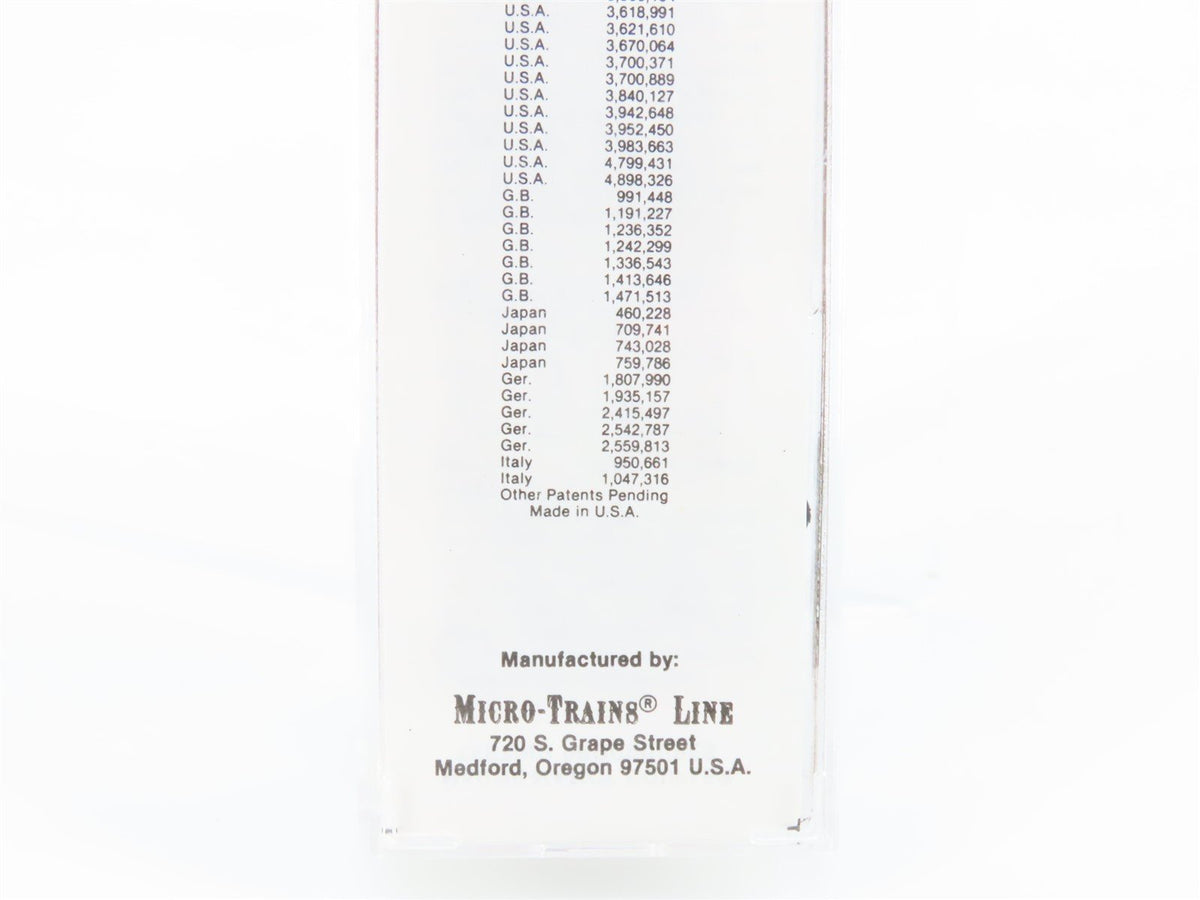 U.S.A. 3,618,991
U.S.A. 3,621,610
U.S.A. 3,670,064
U.S.A. 3,700,371
U.S.A. 3,700,889
U.S.A. 3,840,127
U.S.A. 3,942,648
U.S.A. 3,952,450
U.S.A. 3,983,663
U.S.A. 4,799,431
U.S.A. 4,898,326
G.B. 991,448
G.B. 1,191,227
G.B. 1,236,352
G.B. 1,242,299
G.B. 1,336,543
G.B. 1,413,646
G.B. 1,471,513
Japan 460,228
Japan 709,741
Japan 743,028
Japan 759,786
Ger. 1,807,990
Ger. 1,935,157
Ger. 2,415,497
Ger. 2,542,787
Ger. 2,559,813
Italy 950,661
Italy 1,047,316
Other Patents Pending
Made in U.S.A.
Manufactured by:
MICRO-TRAINS® LINE
720 S. Grape Street
Medford, Oregon 97501 U.S.A.